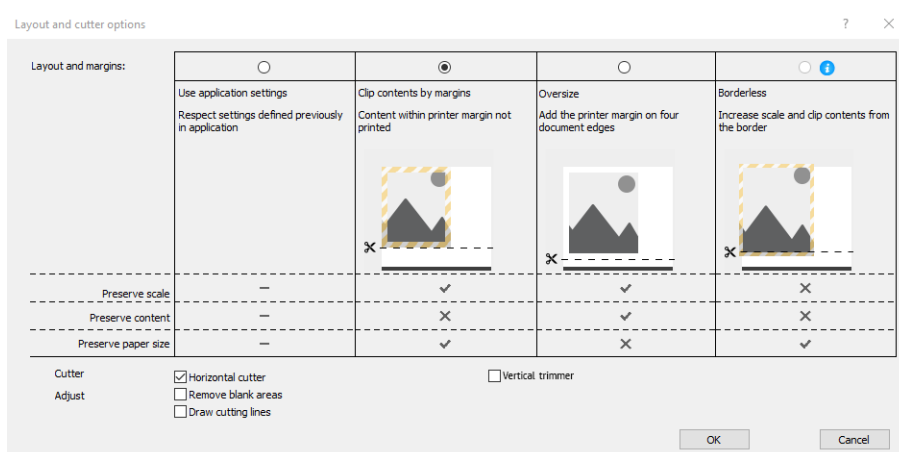 Layout and cutter options
Layout and margins:
Use application settings
Respect settings defined previously
in application
Clip contents by margins
Content within printer margin not
printed
Oversize
Add the printer margin on four
document edges
Borderless
Increase scale and clip contents from
the border
Preserve scale
Preserve content
Preserve paper size
Cutter
Horizontal cutter
Vertical trimmer
Adjust
Remove blank areas
Draw cutting lines
OK
Cancel